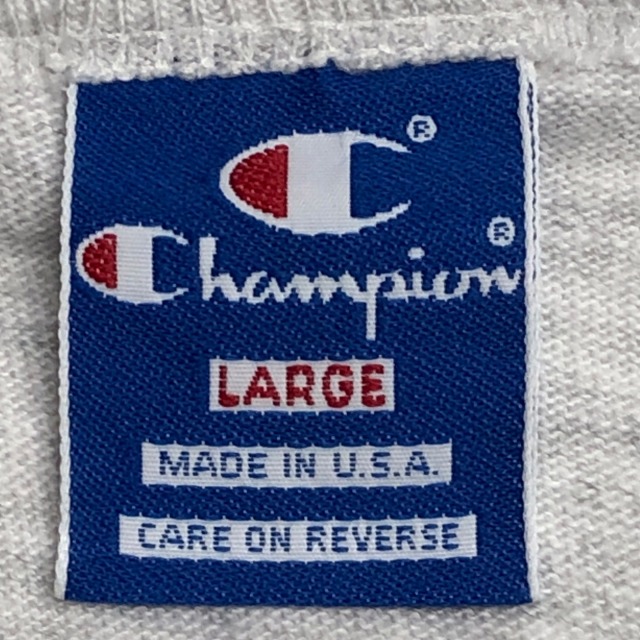 C®
Champion®
LARGE
MADE IN U.S.A.
CARE ON REVERSE